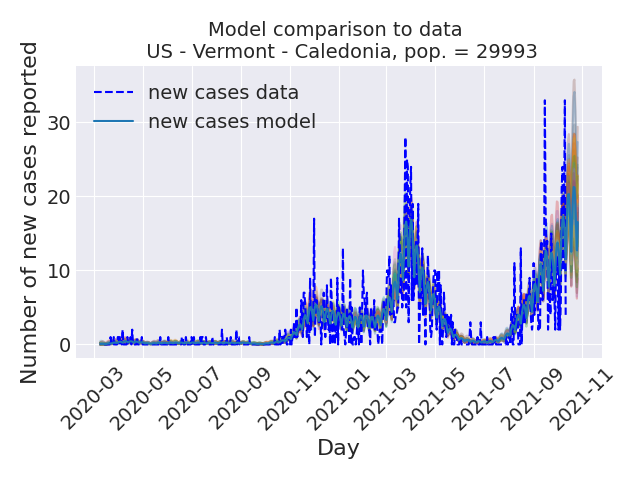 Model comparison to data
US - Vermont - Caledonia, pop. = 29993
Number of new cases reported
30
20
10
0
new cases data
new cases model
2020-03
2020-05
2020-07
2020-09
2020-11
2021-01
2021-03
2021-05
2021-07
2021-09
2021-11
Day